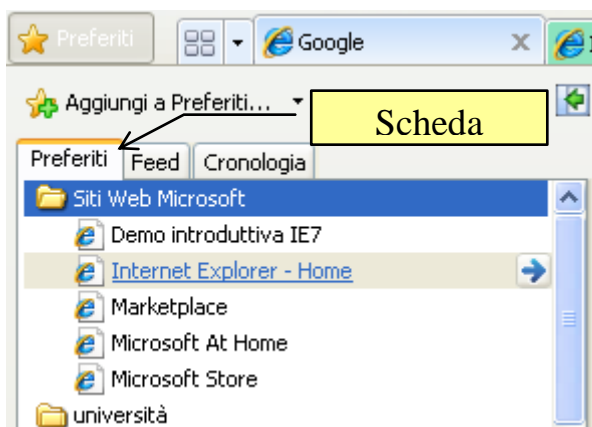 Preferiti
Google
Aggiungi a Preferiti...
Scheda
Preferiti Feed Cronologia
Siti Web Microsoft
Demo introduttiva IE7
Internet Explorer - Home
Marketplace
Microsoft At Home
Microsoft Store
università